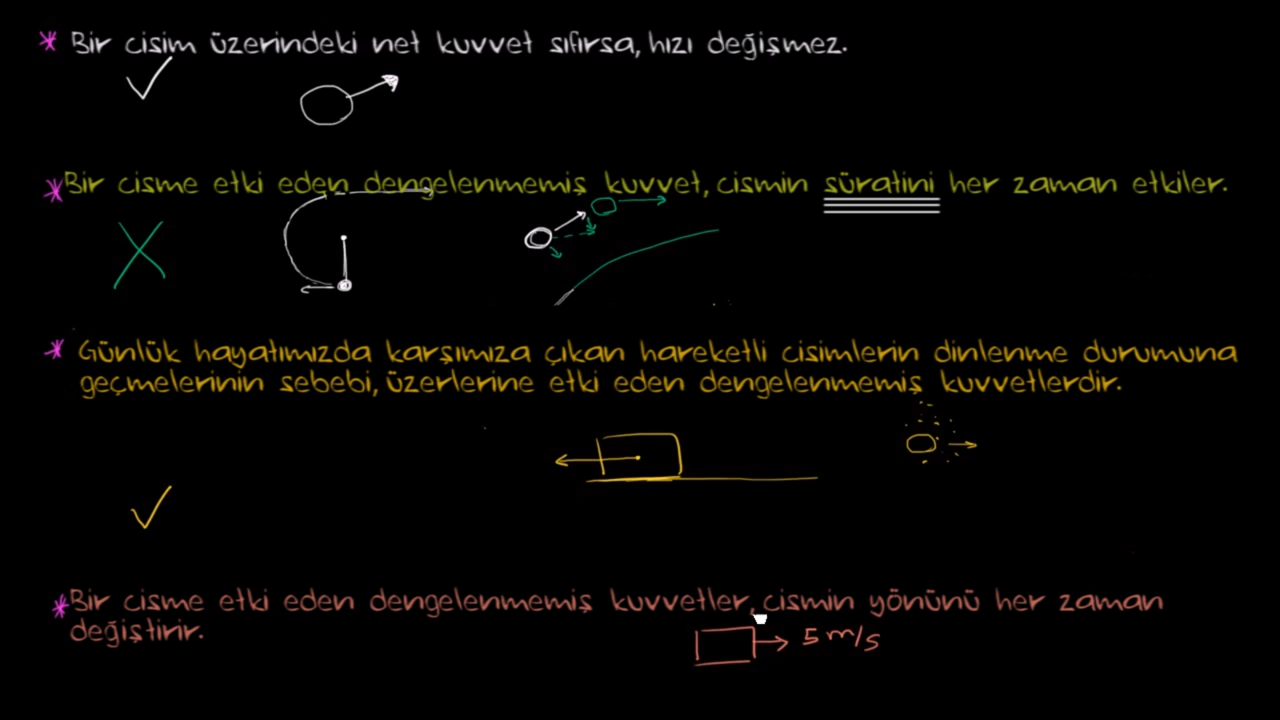 * Bir cisim üzerindeki net kuvvet sıfırsa, hızı değişmez.
* Bir cisme etki eden dengelenmemiş kuvvet, cismin süratini her zaman etkiler.
* Günlük hayatımızda karşımıza çıkan hareketli cisimlerin dinlenme durumuna
geçmelerinin sebebi, üzerlerine etki eden dengelenmemiş kuvvetlerdir.
* Bir cisme etki eden dengelenmemiş kuvvetler, cismin yönünü her zaman
değiştirir.
5 m/s